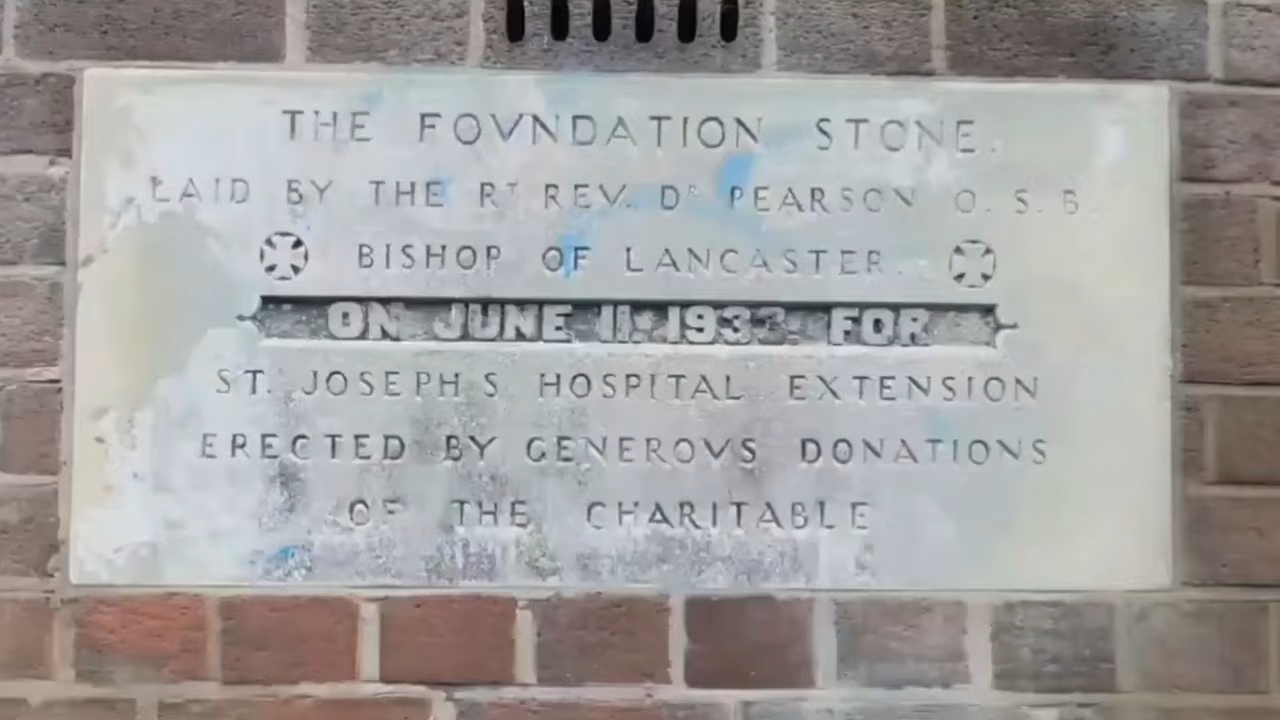 THE FOVNDATION STONE.
LAID BY THE RT REV. DR PEARSON O.S.B.
BISHOP OF LANCASTER.
ON JUNE 11. 1933. FOR
ST. JOSEPH S HOSPITAL EXTENSION
ERECTED BY GENEROVS DONATIONS
OF THE CHARITABLE